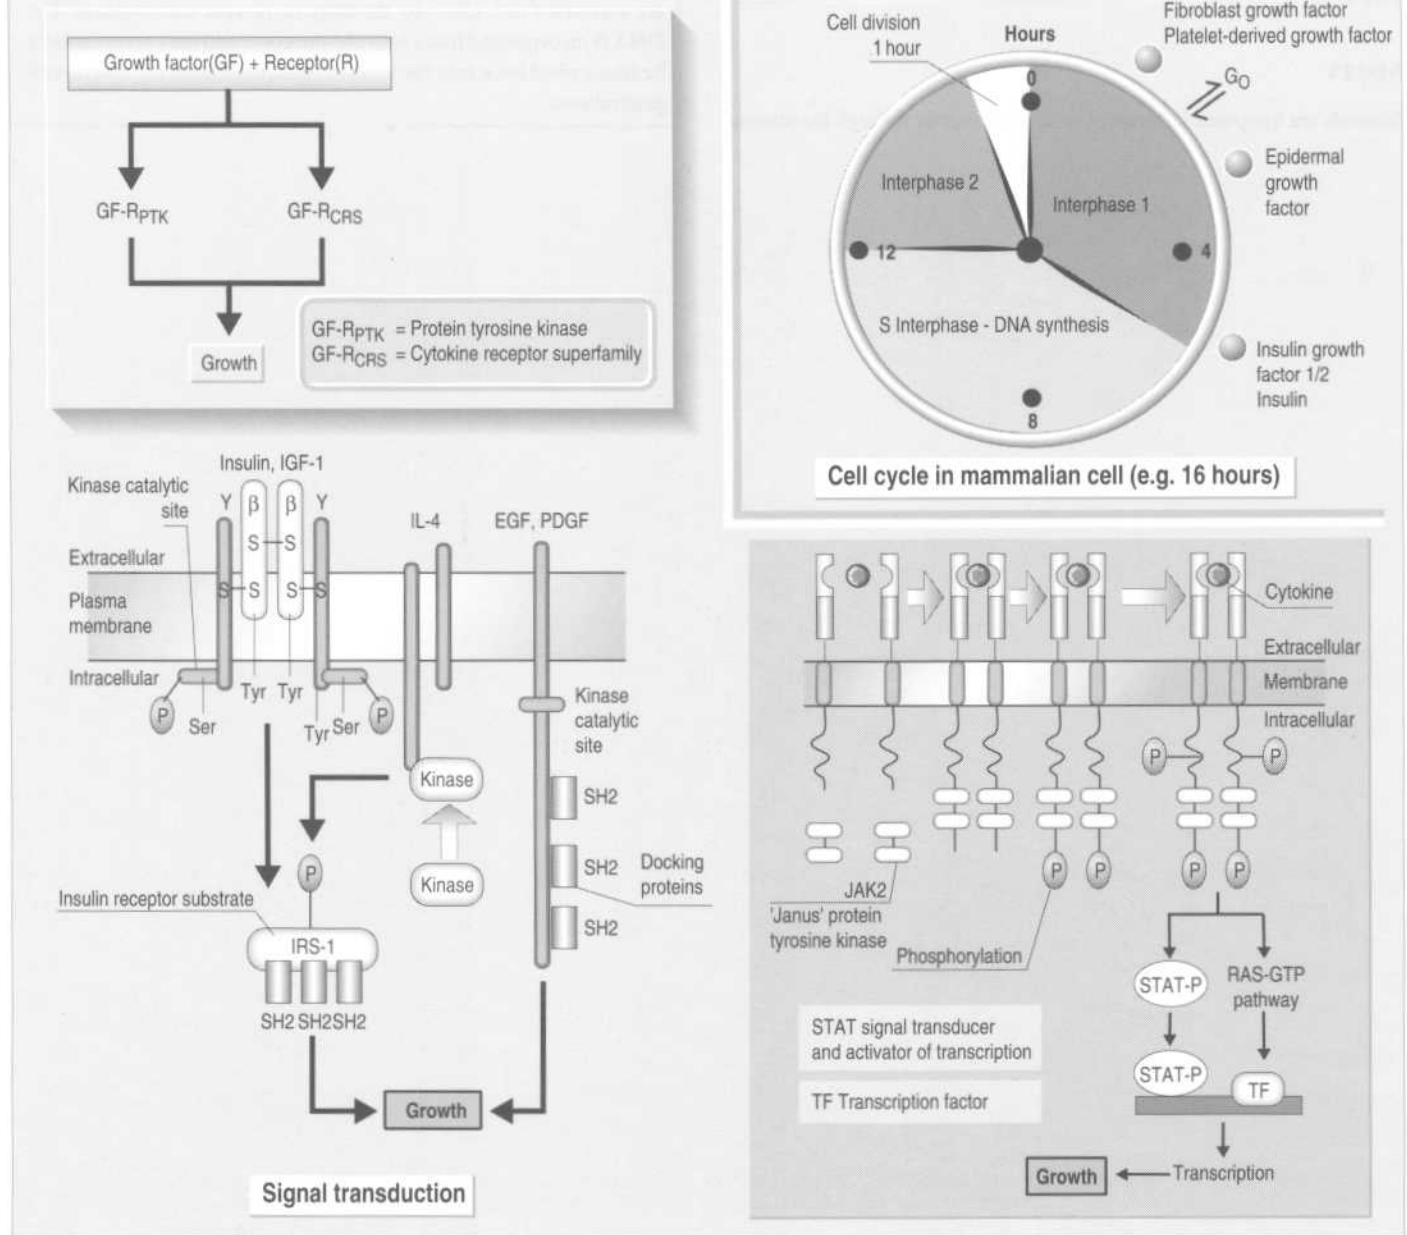 Growth factor(GF) + Receptor(R)
GF-RPTK
GF-RCRS
GF-RPTK = Protein tyrosine kinase
GF-RCRS = Cytokine receptor superfamily
Growth
Cell division
1 hour
Hours
Fibroblast growth factor
Platelet-derived growth factor
GO
0
Interphase 2
Interphase 1
Epidermal
growth
factor
12
4
S Interphase - DNA synthesis
8
Insulin growth
factor 1/2
Insulin
Cell cycle in mammalian cell (e.g. 16 hours)
Insulin, IGF-1
Kinase catalytic
site
Y
β
β
Y
IL-4
EGF, PDGF
S
S
Extracellular
S
S
S
S
Plasma
membrane
Intracellular
P
Ser
Tyr
Tyr
Tyr
Ser
P
Kinase
catalytic
site
Kinase
SH2
P
Kinase
SH2
Docking
proteins
Insulin receptor substrate
SH2
IRS-1
SH2
SH2
SH2
Growth
Signal transduction
Cytokine
Extracellular
Membrane
Intracellular
P
P
P
P
P
P
JAK2
'Janus' protein
tyrosine kinase
Phosphorylation
STAT-P
RAS-GTP
pathway
STAT signal transducer
and activator of transcription
STAT-P
TF
TF Transcription factor
Transcription
Growth